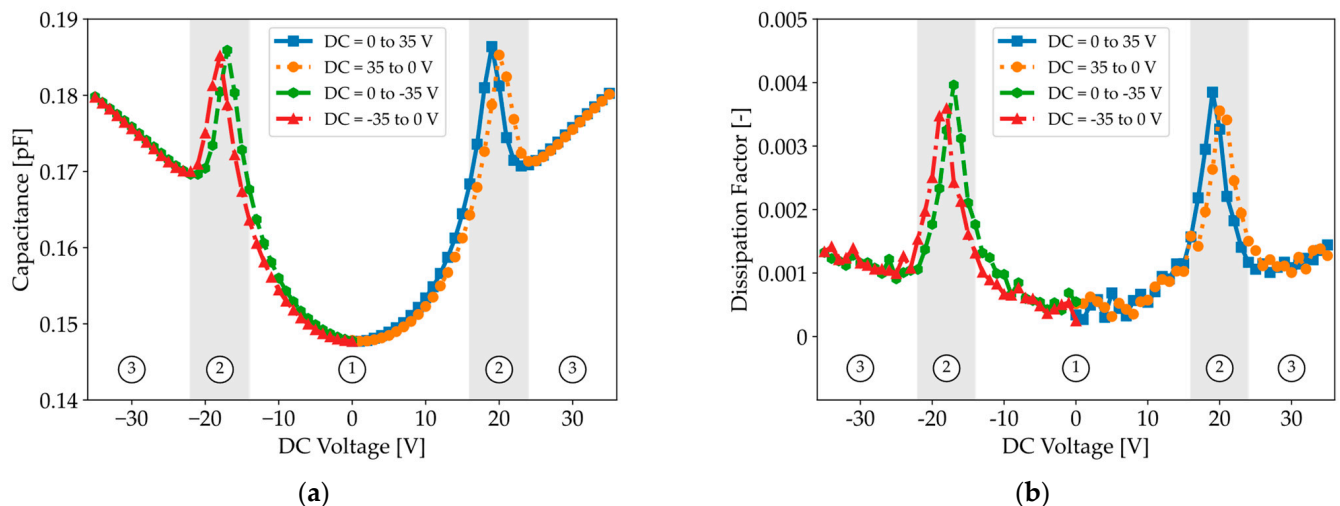 0.19
0.18
0.17
0.16
0.15
0.14
Capacitance [pF]
DC = 0 to 35 V
DC = 35 to 0 V
DC = 0 to -35 V
DC = -35 to 0 V
3 2 1 2 3
−30 −20 −10 0 10 20 30
DC Voltage [V]
(a)
0.005
0.004
0.003
0.002
0.001
0
Dissipation Factor [-]
DC = 0 to 35 V
DC = 35 to 0 V
DC = 0 to -35 V
DC = -35 to 0 V
3 2 1 2 3
-30 -20 -10 0 10 20 30
DC Voltage [V]
(b)